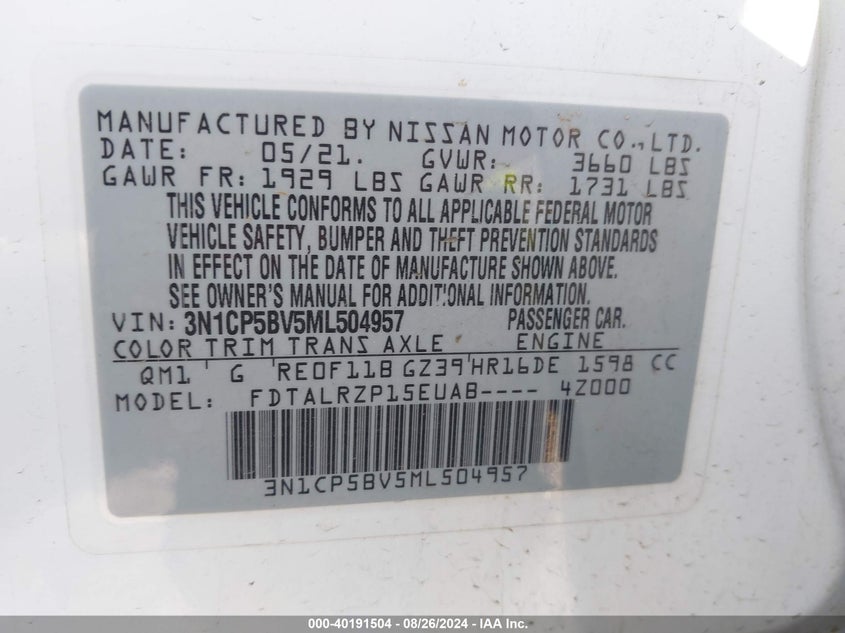 MANUFACTURED BY NISSAN MOTOR CO.,LTD.
DATE: 05/21. GVWR: 3660 LBS
GAWR FR: 1929 LBS GAWR RR: 1731 LBS
THIS VEHICLE CONFORMS TO ALL APPLICABLE FEDERAL MOTOR
VEHICLE SAFETY, BUMPER AND THEFT PREVENTION STANDARDS
IN EFFECT ON THE DATE OF MANUFACTURE SHOWN ABOVE.
SEE OWNER'S MANUAL FOR ADDITIONAL INFORMATION.
VIN: 3N1CP5BV5ML504957 PASSENGER CAR.
COLOR TRIM TRANS AXLE ENGINE
QM1 G RE0F11B GZ39 HR16DE 1598 CC
MODEL: FDTALRZP15EUAB---- 4Z000
3N1CP5BV5ML504957
000-40191504 - 08/26/2024 - IAA Inc.